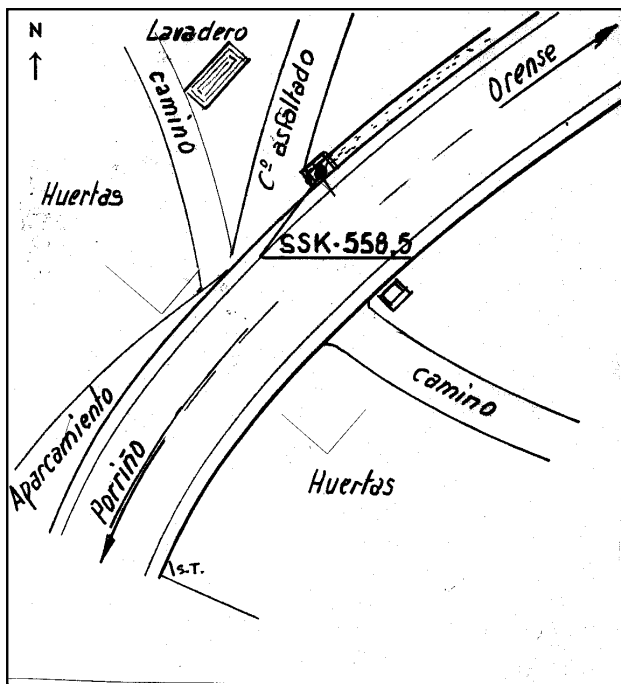 N
Lavadero
camino
Cº asfaltado
Orense
Huertas
SSK-558,5
Aparcamiento
Porriño
camino
Huertas
s.T.